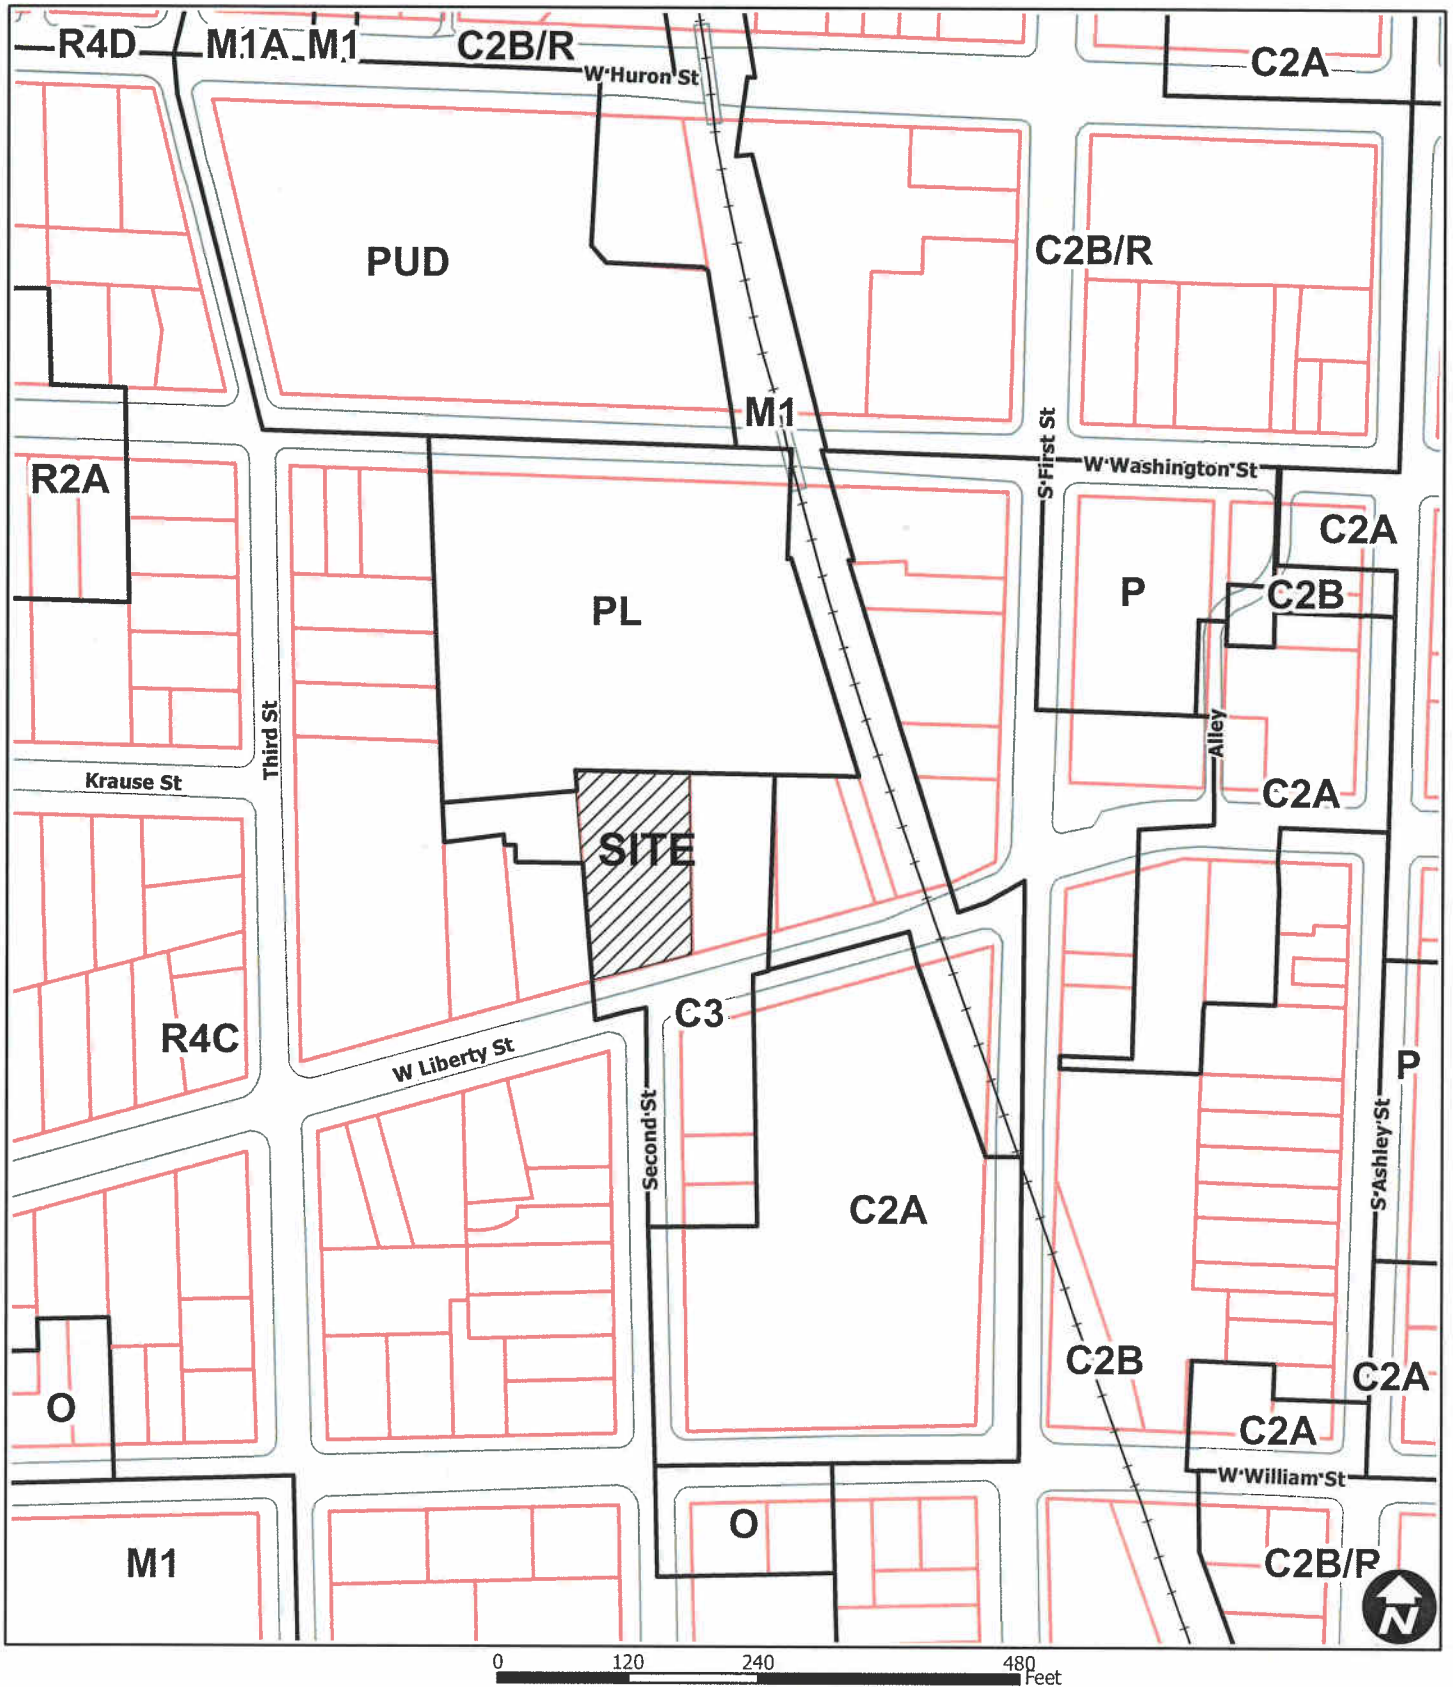 R4D
M1A
M1
C2B/R
W Huron St
C2A
PUD
C2B/R
M1
R2A
S First St
W Washington St
C2A
PL
P
C2B
Third St
Alley
Krause St
C2A
SITE
C3
R4C
W Liberty St
P
Second St
S Ashley St
C2A
C2B
C2A
O
C2A
W William St
O
M1
C2B/R
N
0 120 240 480
Feet